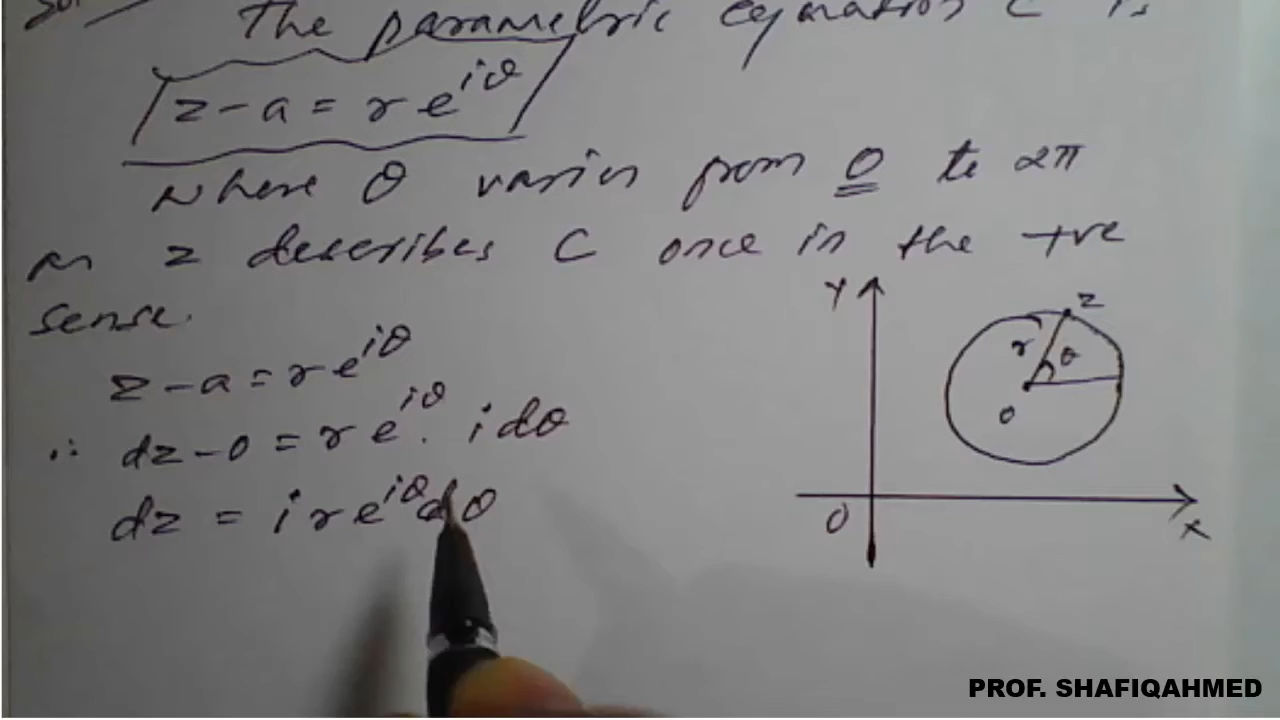 Sol.
The parametric equation C is
z-a = re^{iθ}
where θ varies from 0 to 2π
as z describes C once in the +ve
sense.
z-a = re^{iθ}
∴ dz-0 = re^{iθ}. idθ
dz = ire^{iθ}dθ
Y
z
r
θ
0
O
X
PROF. SHAFIQAHMED